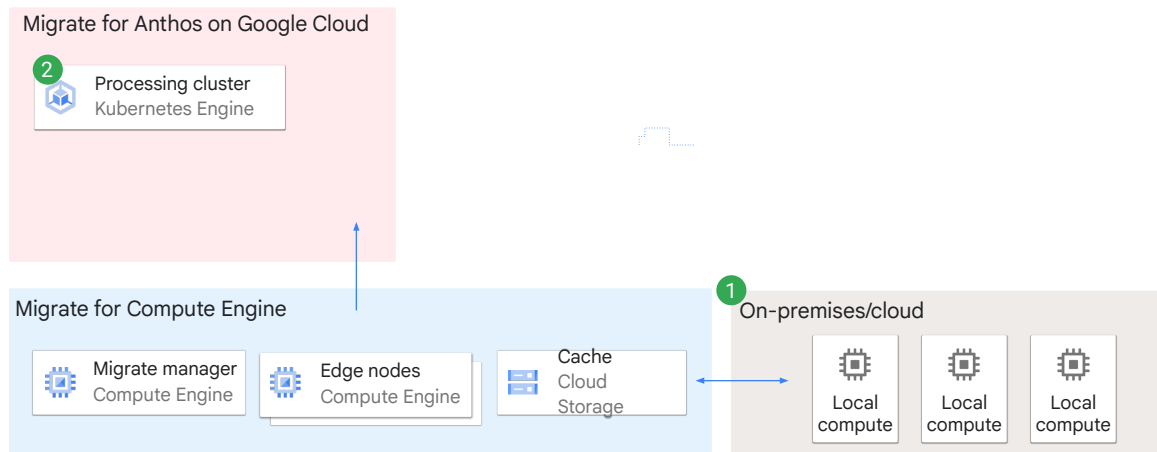 Migrate for Anthos on Google Cloud
2
Processing cluster
Kubernetes Engine
Migrate for Compute Engine
Migrate manager
Compute Engine
Edge nodes
Compute Engine
Cache
Cloud
Storage
1
On-premises/cloud
Local
compute
Local
compute
Local
compute